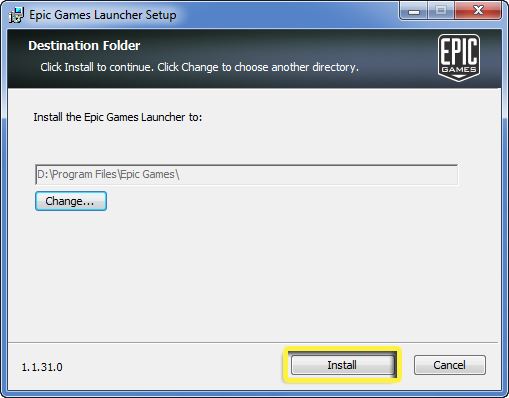 Epic Games Launcher Setup
Destination Folder
Click Install to continue. Click Change to choose another directory.
EPIC
GAMES
Install the Epic Games Launcher to:
D:\Program Files\Epic Games\
Change...
1.1.31.0
Install
Cancel